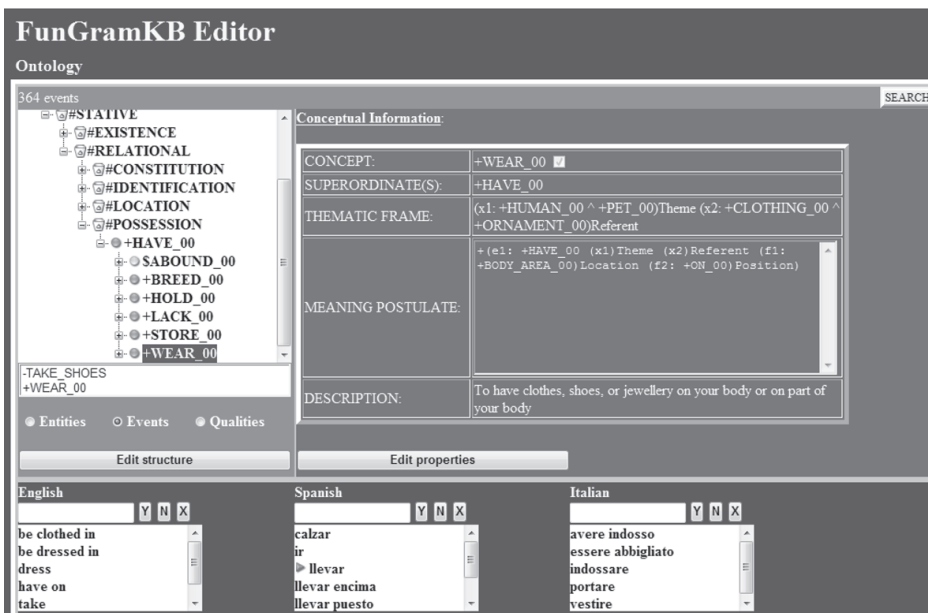 FunGramKB Editor
Ontology
364 events
SEARCH
#STATIVE
#EXISTENCE
#RELATIONAL
#CONSTITUTION
#IDENTIFICATION
#LOCATION
#POSSESSION
+HAVE_00
$ABOUND_00
+BREED_00
+HOLD_00
+LACK_00
+STORE_00
+WEAR_00
-TAKE_SHOES
+WEAR_00
Entities Events Qualities
Edit structure
Conceptual Information:
CONCEPT: +WEAR_00
SUPERORDINATE(S): +HAVE_00
THEMATIC FRAME: (x1: +HUMAN_00 ^ +PET_00)Theme (x2: +CLOTHING_00 ^
+ORNAMENT_00)Referent
MEANING POSTULATE: +(e1: +HAVE_00 (x1)Theme (x2)Referent (f1:
+BODY_AREA_00)Location (f2: +ON_00)Position)
DESCRIPTION: To have clothes, shoes, or jewellery on your body or on part of
your body
Edit properties
English
Y N X
be clothed in
be dressed in
dress
have on
take
Spanish
Y N X
calzar
ir
llevar
llevar encima
llevar puesto
Italian
Y N X
avere indosso
essere abbigliato
indossare
portare
vestire